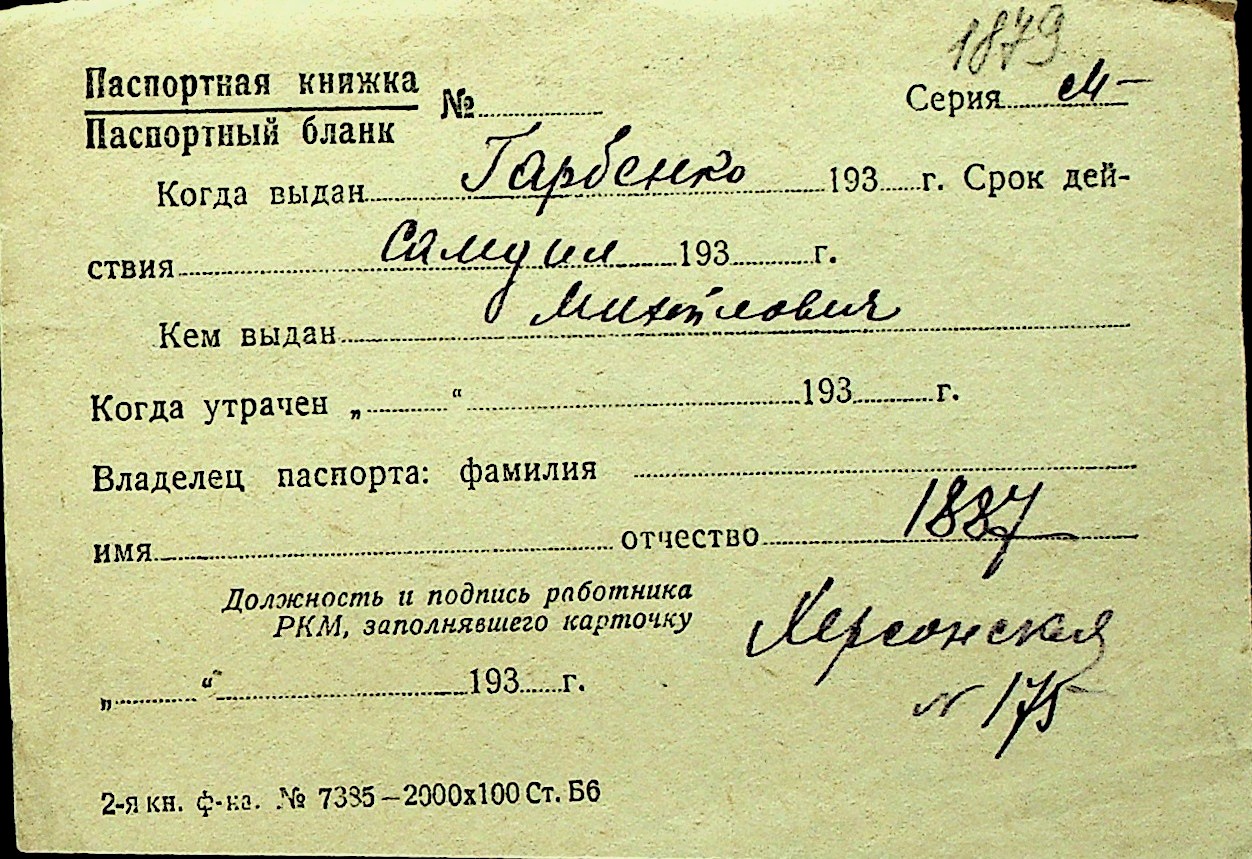 1879
Паспортная книжка
Паспортный бланк
№ Серия М-
Когда выдан Гарбенко 193 г. Срок дей-
ствия Самуил 193 г.
Кем выдан Михайлович
Когда утрачен „ “ 193 г.
Владелец паспорта: фамилия
имя отчество 1887
Должность и подпись работника
РКМ, заполнявшего карточку
Херсонская
„ “ 193 г.
N 175
2-я кн. ф-ка. № 7385—2000х100 Ст. Б6